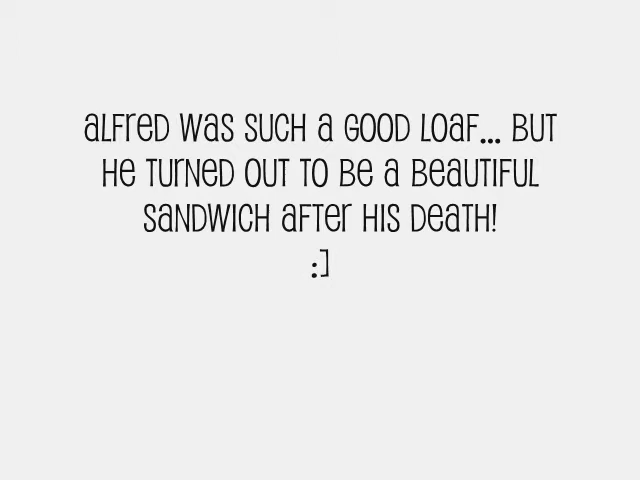 alfred was such a good loaf... but
he turned out to be a beautiful
sandwich after his death!
:]